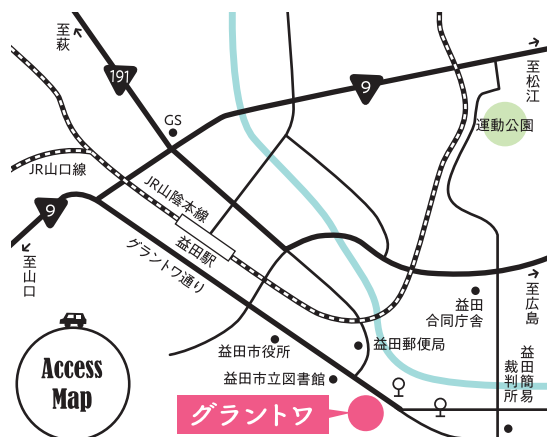 至萩
191
9
至松江
GS
運動公園
JR山口線
JR山陰本線
9
益田駅
グラントワ通り
至山口
至広島
益田
合同庁舎
益田市役所
益田郵便局
益田簡易
裁判所
益田市立図書館
グラントワ
Access
Map